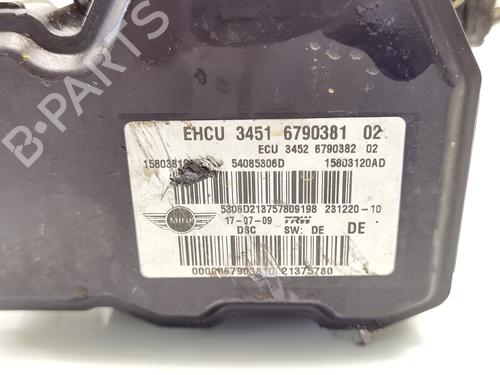 B-PARTS
EHCU 3451 6790381 02
ECU 3452 6790382 02
54085306D 15803120AD
5306D213757809198 231220-10
MINI
17-07-09 TRW
DSC SW: DE DE